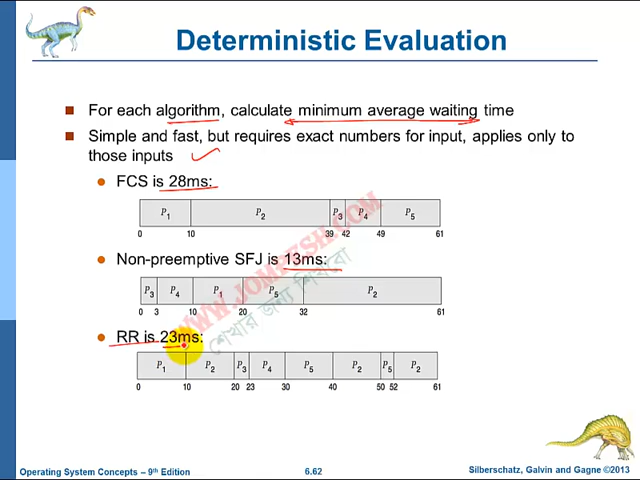 Deterministic Evaluation
For each algorithm, calculate minimum average waiting time
Simple and fast, but requires exact numbers for input, applies only to
those inputs
FCS is 28ms:
P1 P2 P3 P4 P5
0 10 39 42 49 61
Non-preemptive SFJ is 13ms:
P3 P4 P1 P5 P2
0 3 10 20 32 61
RR is 23ms:
P1 P2 P3 P4 P5 P2 P5 P2
0 10 20 23 30 40 50 52 61
WWW.JOMPESH.COM
শেখার জন্য শিখাবো
Operating System Concepts – 9th Edition
6.62
Silberschatz, Galvin and Gagne ©2013